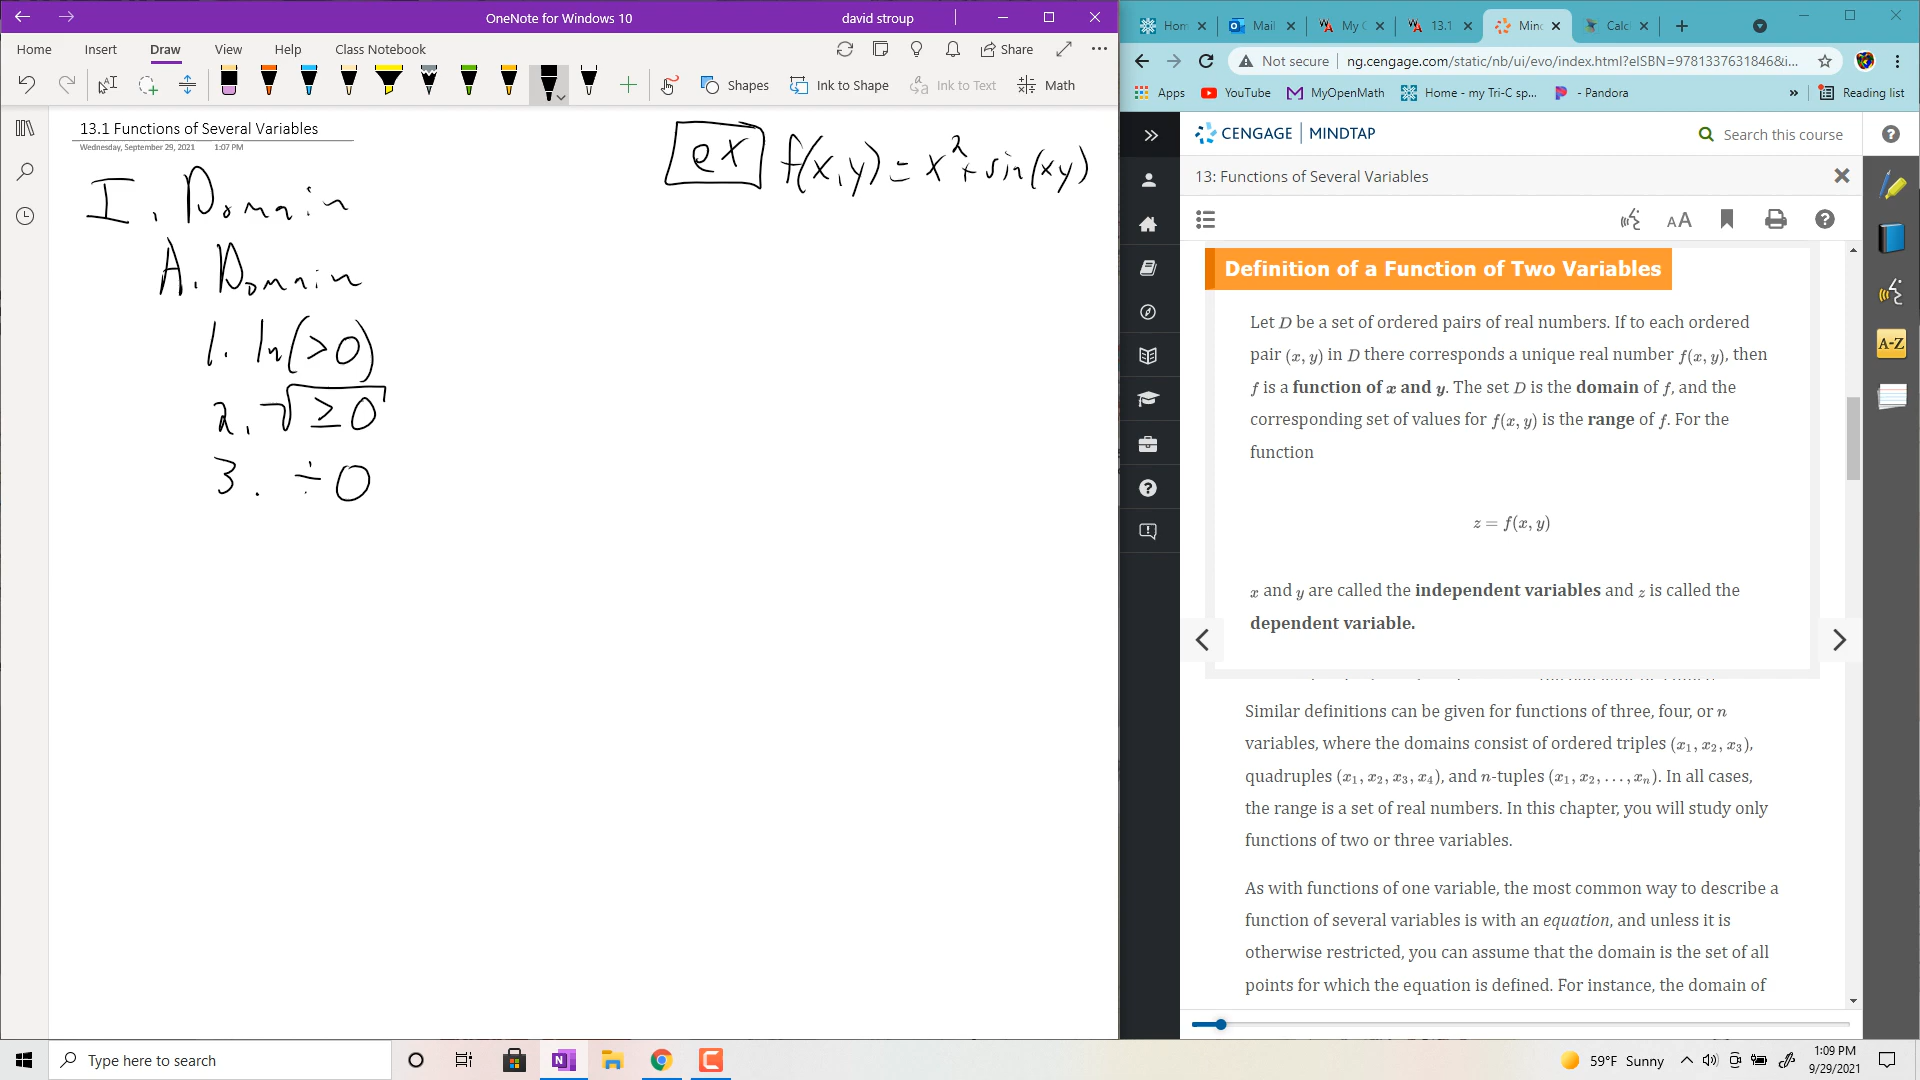 OneNote for Windows 10
david stroup
Home Insert Draw View Help Class Notebook
Share
Shapes Ink to Shape Ink to Text Math
13.1 Functions of Several Variables
Wednesday, September 29, 2021 1:07 PM
I. Domain
A. Domain
1. ln(>0)
2. √≥0
3. ÷0
ex f(x,y) = x²+sin(xy)
Hom Mail My C 13.1 Minc Calc
Not secure ng.cengage.com/static/nb/ui/evo/index.html?eISBN=9781337631846&i...
Apps YouTube MyOpenMath Home - my Tri-C sp... - Pandora » Reading list
CENGAGE | MINDTAP
Search this course
13: Functions of Several Variables
AA
Definition of a Function of Two Variables
Let D be a set of ordered pairs of real numbers. If to each ordered
pair (x, y) in D there corresponds a unique real number f(x, y), then
f is a function of x and y. The set D is the domain of f, and the
corresponding set of values for f(x, y) is the range of f. For the
function
z = f(x, y)
x and y are called the independent variables and z is called the
dependent variable.
Similar definitions can be given for functions of three, four, or n
variables, where the domains consist of ordered triples (x₁, x₂, x₃),
quadruples (x₁, x₂, x₃, x₄), and n-tuples (x₁, x₂, . . . , xₙ). In all cases,
the range is a set of real numbers. In this chapter, you will study only
functions of two or three variables.
As with functions of one variable, the most common way to describe a
function of several variables is with an equation, and unless it is
otherwise restricted, you can assume that the domain is the set of all
points for which the equation is defined. For instance, the domain of
A-Z
Type here to search
59°F Sunny
1:09 PM
9/29/2021